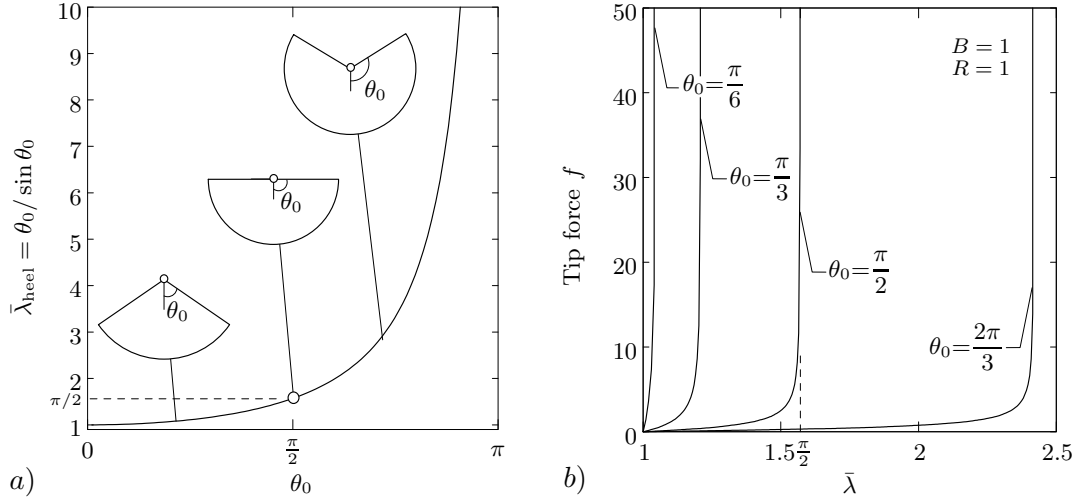 10
9
8
7
6
5
4
3
2
π/2
1
λ̄heel = θ0/ sin θ0
θ0
θ0
θ0
0
π/2
π
θ0
a)
50
40
30
20
10
0
Tip force f
B = 1
R = 1
θ0=π/6
θ0=π/3
θ0=π/2
θ0=2π/3
1
1.5
π/2
2
2.5
λ̄
b)